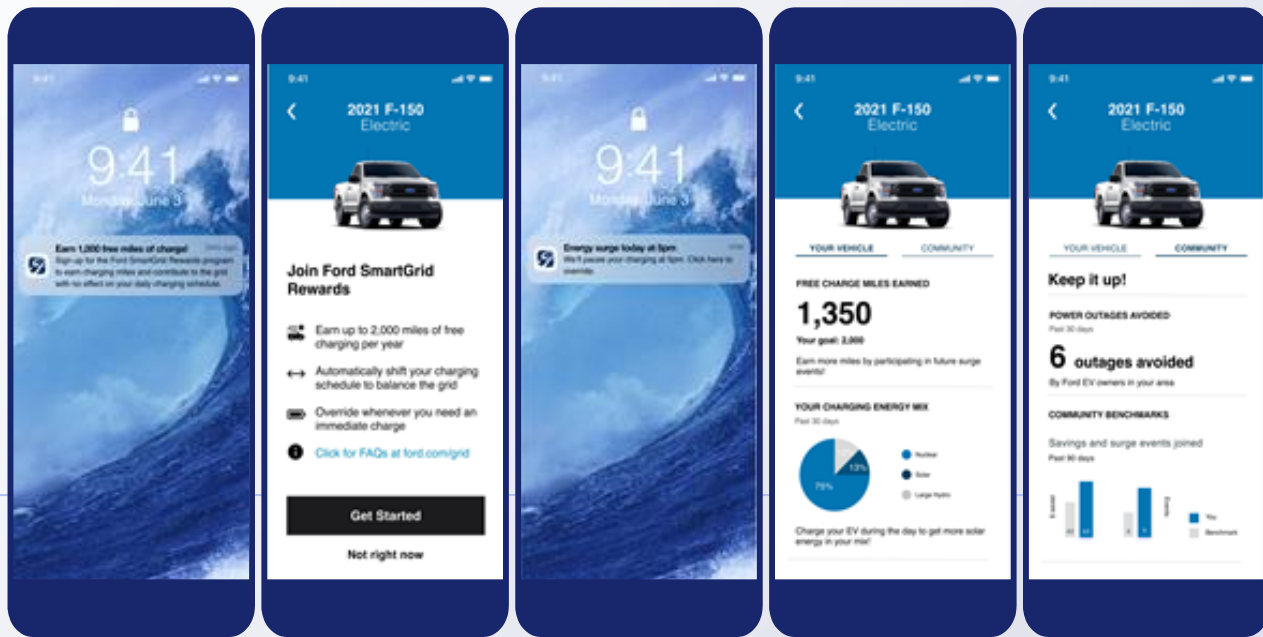 9:41
9:41
Monday, June 3
Earn 1,000 free miles of charge!
Sign up for the Ford SmartGrid Rewards program
to earn charging miles and contribute to the grid
with no effect on your daily charging schedule.
9:41
2021 F-150
Electric
Join Ford SmartGrid
Rewards
Earn up to 2,000 miles of free
charging per year
Automatically shift your charging
schedule to balance the grid
Override whenever you need an
immediate charge
Click for FAQs at ford.com/grid
Get Started
Not right now
9:41
9:41
Monday, June 3
Energy surge today at 5pm
We'll pause your charging at 5pm. Click here to
override.
9:41
2021 F-150
Electric
YOUR VEHICLE
COMMUNITY
FREE CHARGE MILES EARNED
1,350
Your goal: 2,000
Earn more miles by participating in future surge
events!
YOUR CHARGING ENERGY MIX
Past 30 days
13%
75%
Nuclear
Solar
Large Hydro
Charge your EV during the day to get more solar
energy in your mix!
9:41
2021 F-150
Electric
YOUR VEHICLE
COMMUNITY
Keep it up!
POWER OUTAGES AVOIDED
Past 30 days
6 outages avoided
By Ford EV owners in your area
COMMUNITY BENCHMARKS
Savings and surge events joined
Past 90 days
Events
You
Benchmark